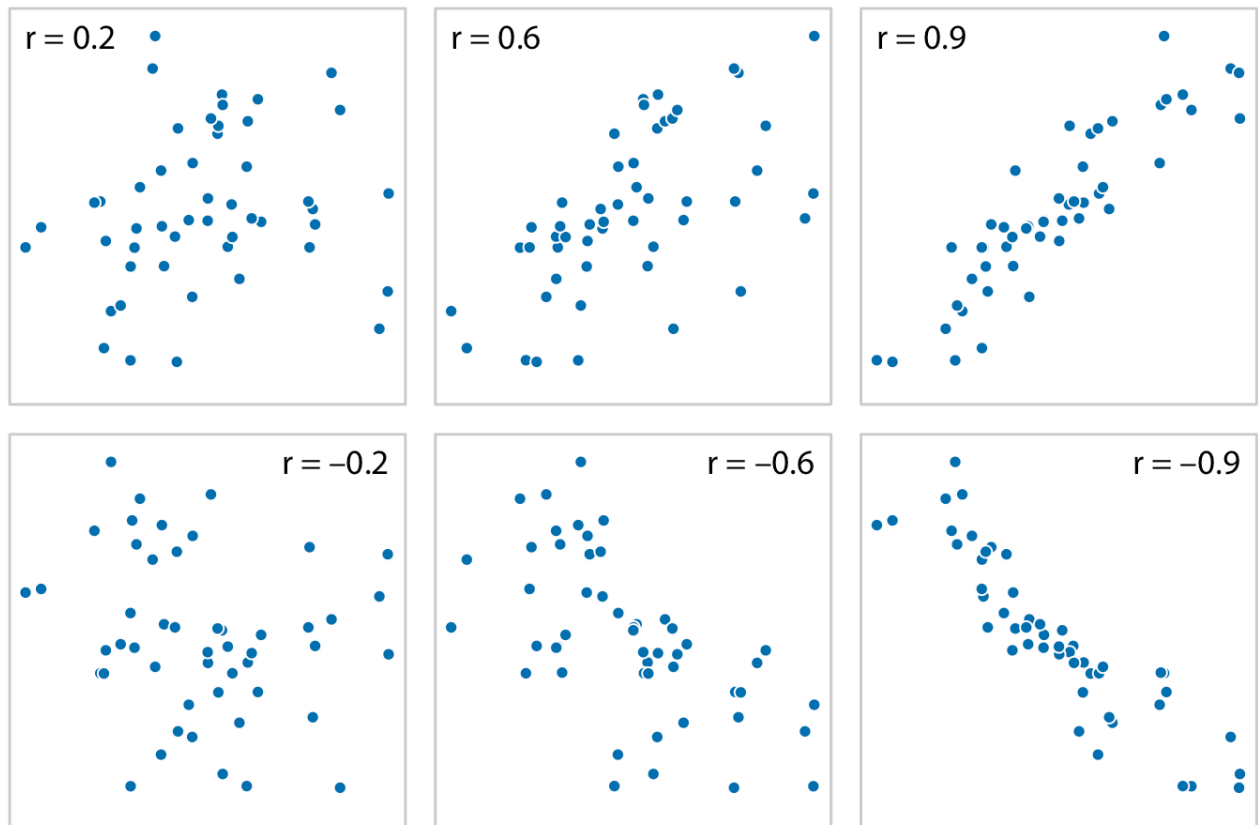 r = 0.2
r = 0.6
r = 0.9
r = –0.2
r = –0.6
r = –0.9